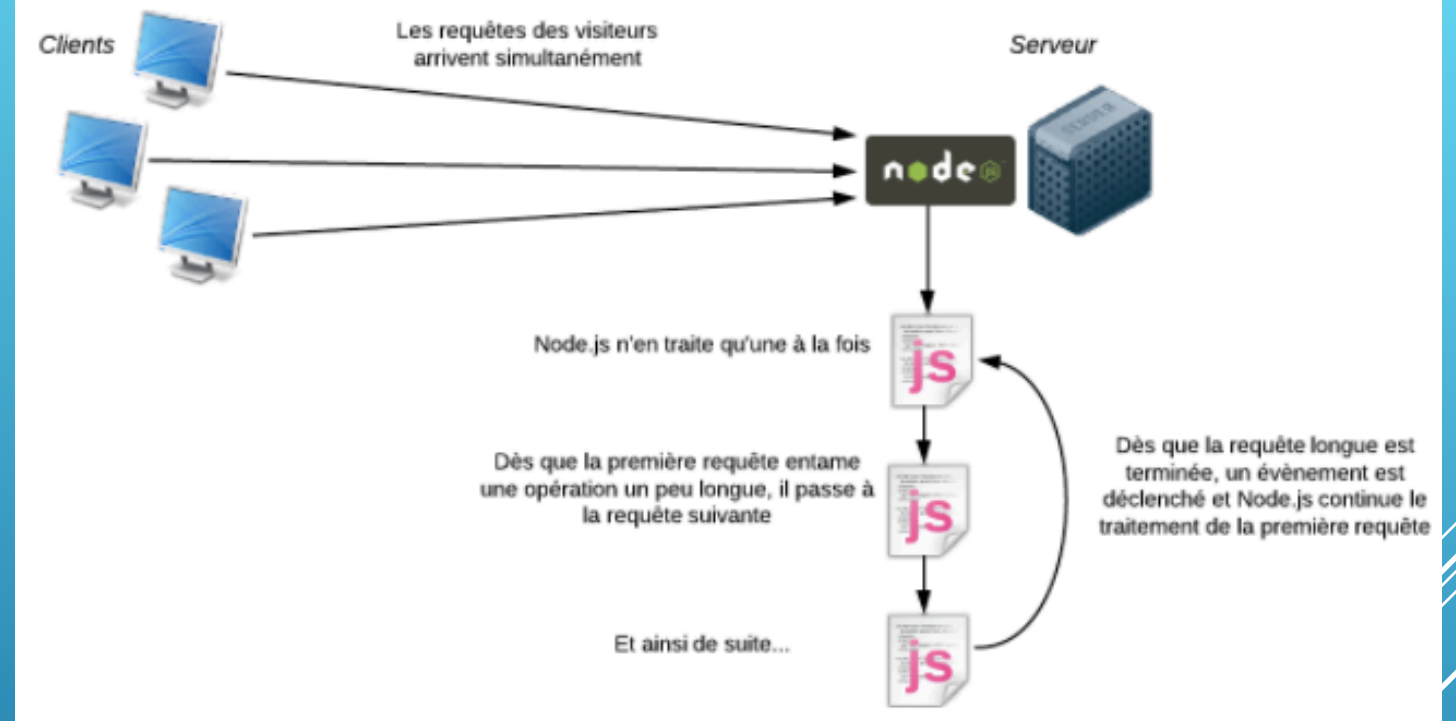 Clients
Les requêtes des visiteurs
arrivent simultanément
Serveur
SERVER
node
js
Node.js n'en traite qu'une à la fois
js
Dès que la première requête entame
une opération un peu longue, il passe à
la requête suivante
js
Dès que la requête longue est
terminée, un évènement est
déclenché et Node.js continue le
traitement de la première requête
Et ainsi de suite...
js